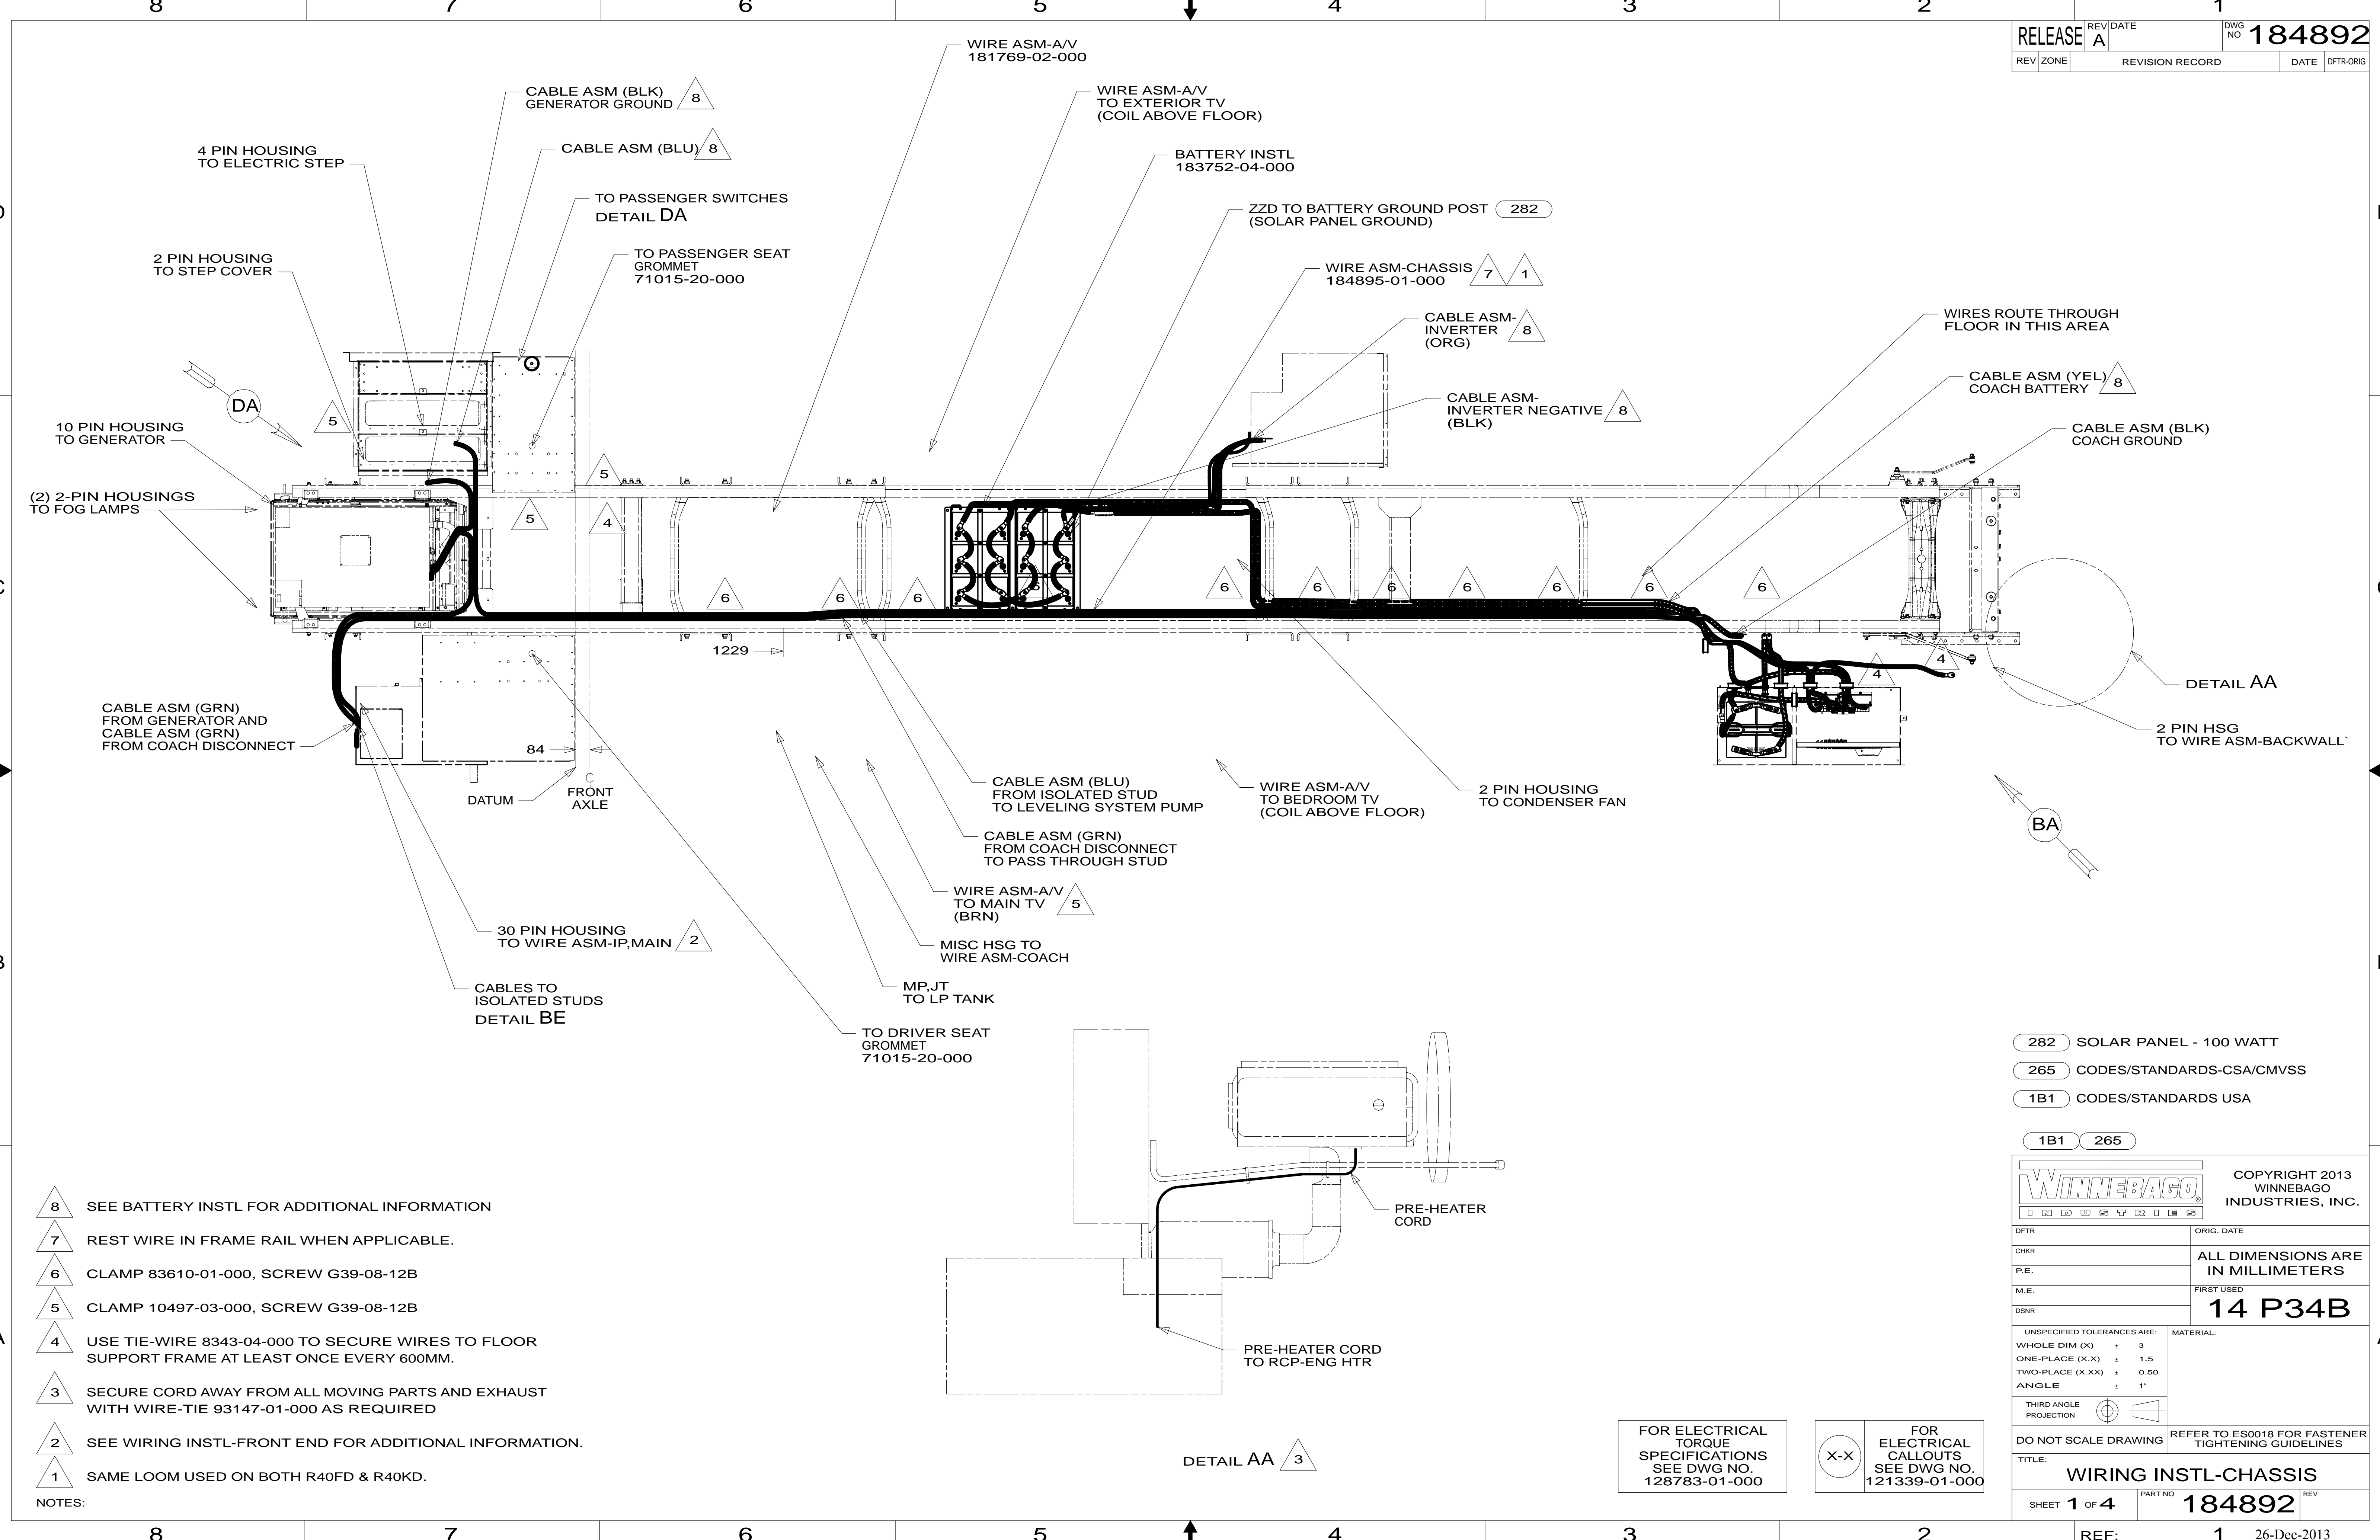 8 7 6 5 4 3 2 1
RELEASE
REV A
DATE
DWG NO 184892
REV ZONE REVISION RECORD DATE DFTR-ORIG
WIRE ASM-A/V
181769-02-000
CABLE ASM (BLK)
GENERATOR GROUND 8
WIRE ASM-A/V
TO EXTERIOR TV
(COIL ABOVE FLOOR)
4 PIN HOUSING
TO ELECTRIC STEP
CABLE ASM (BLU) 8
BATTERY INSTL
183752-04-000
TO PASSENGER SWITCHES
DETAIL DA
ZZD TO BATTERY GROUND POST 282
(SOLAR PANEL GROUND)
2 PIN HOUSING
TO STEP COVER
TO PASSENGER SEAT
GROMMET
71015-20-000
WIRE ASM-CHASSIS 7 1
184895-01-000
CABLE ASM-
INVERTER 8
(ORG)
WIRES ROUTE THROUGH
FLOOR IN THIS AREA
CABLE ASM (YEL)
COACH BATTERY 8
CABLE ASM-
INVERTER NEGATIVE 8
(BLK)
DA
5
10 PIN HOUSING
TO GENERATOR
CABLE ASM (BLK)
COACH GROUND
(2) 2-PIN HOUSINGS
TO FOG LAMPS
5
5
4
6
6
6
6
6
6
6
6
6
6
6
1229
4
4
DETAIL AA
CABLE ASM (GRN)
FROM GENERATOR AND
CABLE ASM (GRN)
FROM COACH DISCONNECT
84
DATUM
FRONT
AXLE
2 PIN HSG
TO WIRE ASM-BACKWALL`
CABLE ASM (BLU)
FROM ISOLATED STUD
TO LEVELING SYSTEM PUMP
WIRE ASM-A/V
TO BEDROOM TV
(COIL ABOVE FLOOR)
2 PIN HOUSING
TO CONDENSER FAN
BA
CABLE ASM (GRN)
FROM COACH DISCONNECT
TO PASS THROUGH STUD
WIRE ASM-A/V
TO MAIN TV 5
(BRN)
30 PIN HOUSING
TO WIRE ASM-IP,MAIN 2
MISC HSG TO
WIRE ASM-COACH
CABLES TO
ISOLATED STUDS
DETAIL BE
MP,JT
TO LP TANK
TO DRIVER SEAT
GROMMET
71015-20-000
282 SOLAR PANEL - 100 WATT
265 CODES/STANDARDS-CSA/CMVSS
1B1 CODES/STANDARDS USA
1B1 265
PRE-HEATER
CORD
PRE-HEATER CORD
TO RCP-ENG HTR
DETAIL AA 3
8 SEE BATTERY INSTL FOR ADDITIONAL INFORMATION
7 REST WIRE IN FRAME RAIL WHEN APPLICABLE.
6 CLAMP 83610-01-000, SCREW G39-08-12B
5 CLAMP 10497-03-000, SCREW G39-08-12B
4 USE TIE-WIRE 8343-04-000 TO SECURE WIRES TO FLOOR
SUPPORT FRAME AT LEAST ONCE EVERY 600MM.
3 SECURE CORD AWAY FROM ALL MOVING PARTS AND EXHAUST
WITH WIRE-TIE 93147-01-000 AS REQUIRED
2 SEE WIRING INSTL-FRONT END FOR ADDITIONAL INFORMATION.
1 SAME LOOM USED ON BOTH R40FD & R40KD.
NOTES:
FOR ELECTRICAL
TORQUE
SPECIFICATIONS
SEE DWG NO.
128783-01-000
X-X
FOR
ELECTRICAL
CALLOUTS
SEE DWG NO.
121339-01-000
WINNEBAGO ®
INDUSTRIES
COPYRIGHT 2013
WINNEBAGO
INDUSTRIES, INC.
DFTR
ORIG. DATE
CHKR
ALL DIMENSIONS ARE
IN MILLIMETERS
P.E.
M.E.
FIRST USED
14 P34B
DSNR
UNSPECIFIED TOLERANCES ARE:
MATERIAL:
WHOLE DIM (X) ± 3
ONE-PLACE (X.X) ± 1.5
TWO-PLACE (X.XX) ± 0.50
ANGLE ± 1°
THIRD ANGLE
PROJECTION
DO NOT SCALE DRAWING
REFER TO ES0018 FOR FASTENER
TIGHTENING GUIDELINES
TITLE:
WIRING INSTL-CHASSIS
SHEET 1 OF 4
PART NO 184892
REV
8 7 6 5 4 3 2 1
REF:
26-Dec-2013